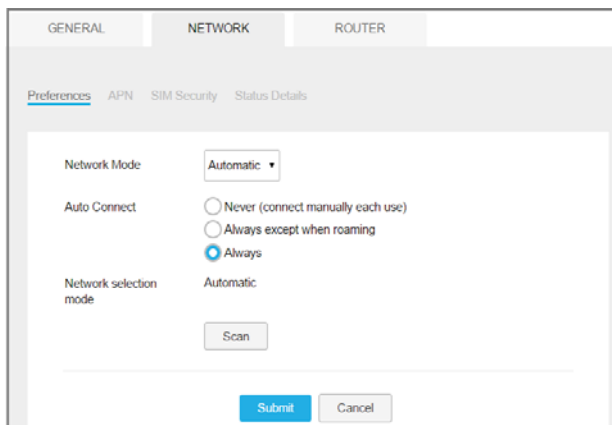 GENERAL NETWORK ROUTER
Preferences APN SIM Security Status Details
Network Mode Automatic
Auto Connect Never (connect manually each use)
Always except when roaming
Always
Network selection mode Automatic
Scan
Submit Cancel